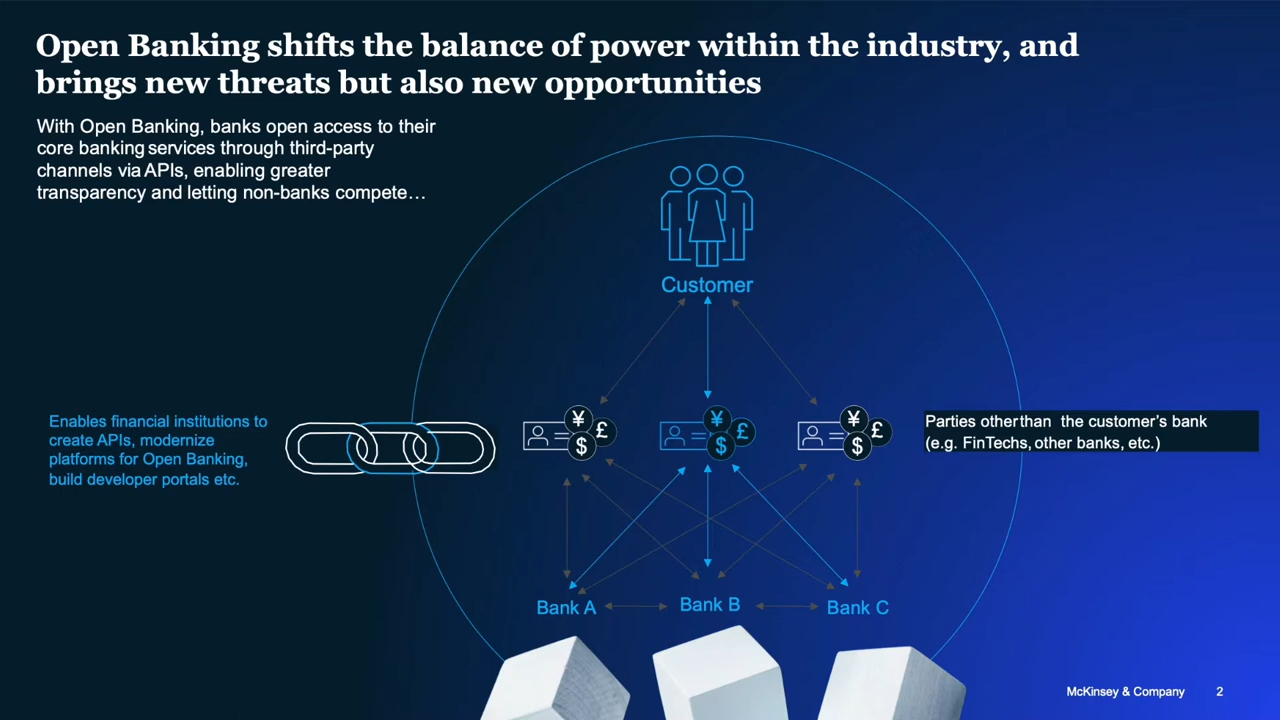 Open Banking shifts the balance of power within the industry, and
brings new threats but also new opportunities
With Open Banking, banks open access to their
core banking services through third-party
channels via APIs, enabling greater
transparency and letting non-banks compete…
Customer
Enables financial institutions to
create APIs, modernize
platforms for Open Banking,
build developer portals etc.
¥ £ $
¥ £ $
¥ £ $
Parties otherthan the customer’s bank
(e.g. FinTechs, other banks, etc.)
Bank A
Bank B
Bank C
McKinsey & Company 2